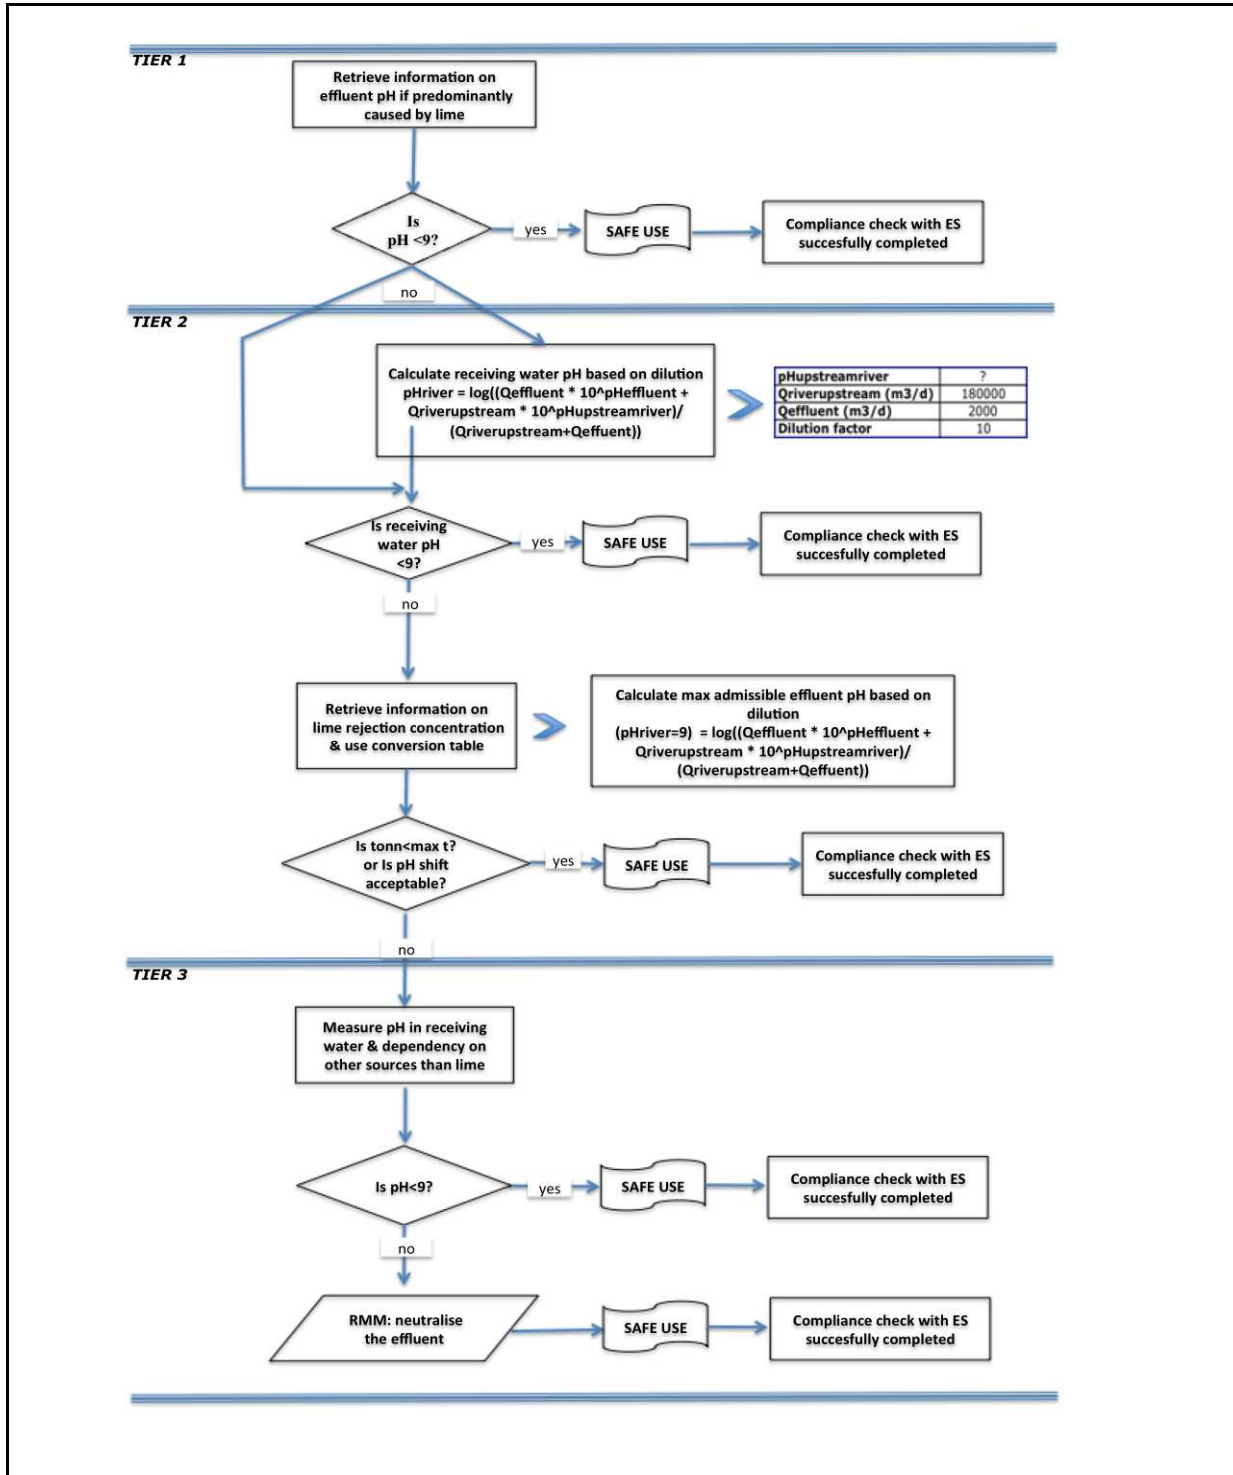 TIER 1
Retrieve information on
effluent pH if predominantly
caused by lime
Is
pH <9?
yes
SAFE USE
Compliance check with ES
succesfully completed
no
TIER 2
Calculate receiving water pH based on dilution
pHriver = log((Qeffluent * 10^pHeffluent +
Qriverupstream * 10^pHupstreamriver)/
(Qriverupstream+Qeffuent))
pHupstreamriver ?
Qriverupstream (m3/d) 180000
Qeffluent (m3/d) 2000
Dilution factor 10
Is receiving
water pH
<9?
yes
SAFE USE
Compliance check with ES
succesfully completed
no
Retrieve information on
lime rejection concentration
& use conversion table
Calculate max admissible effluent pH based on
dilution
(pHriver=9) = log((Qeffluent * 10^pHeffluent +
Qriverupstream * 10^pHupstreamriver)/
(Qriverupstream+Qeffuent))
Is tonn<max t?
or Is pH shift
acceptable?
yes
SAFE USE
Compliance check with ES
succesfully completed
no
TIER 3
Measure pH in receiving
water & dependency on
other sources than lime
Is pH<9?
yes
SAFE USE
Compliance check with ES
succesfully completed
no
RMM: neutralise
the effluent
SAFE USE
Compliance check with ES
succesfully completed